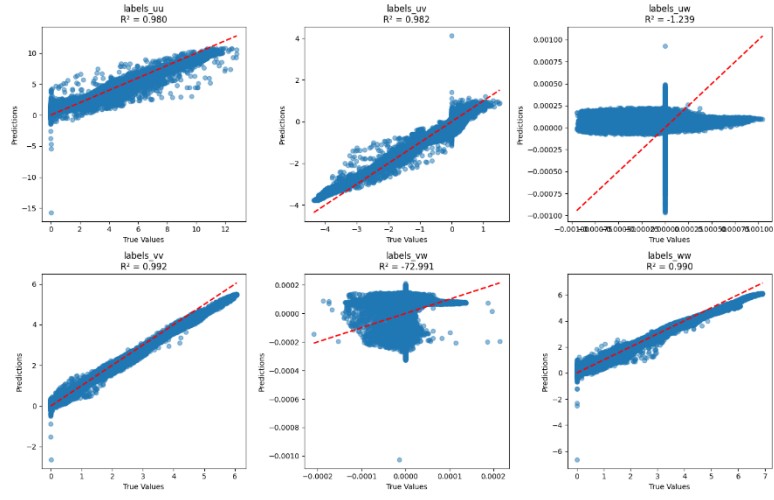 labels_uu
R² = 0.980
Predictions
10
5
0
−5
−10
−15
0 2 4 6 8 10 12
True Values
labels_uv
R² = 0.982
Predictions
4
2
0
−2
−4
−4 −3 −2 −1 0 1
True Values
labels_uw
R² = -1.239
Predictions
0.00100
0.00075
0.00050
0.00025
0.00000
−0.00025
−0.00050
−0.00075
−0.00100
True Values
labels_vv
R² = 0.992
Predictions
6
4
2
0
−2
0 1 2 3 4 5 6
True Values
labels_vw
R² = -72.991
Predictions
0.0002
0.0000
−0.0002
−0.0004
−0.0006
−0.0008
−0.0010
−0.0002 −0.0001 0.0000 0.0001 0.0002
True Values
labels_ww
R² = 0.990
Predictions
6
4
2
0
−2
−4
−6
0 1 2 3 4 5 6 7
True Values